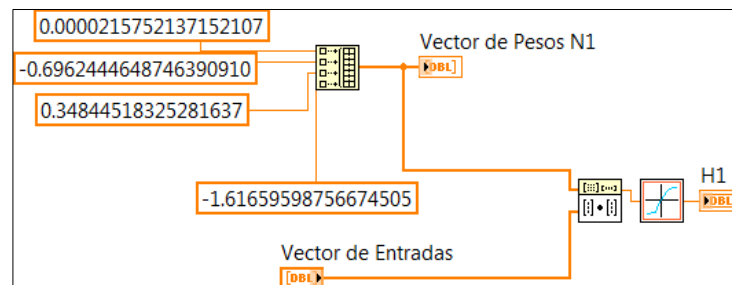 0.0000215752137152107
Vector de Pesos N1
DBL]
-0.6962444648746390910
0.34844518325281637
-1.61659598756674505
H1
DBL
Vector de Entradas
[DBL